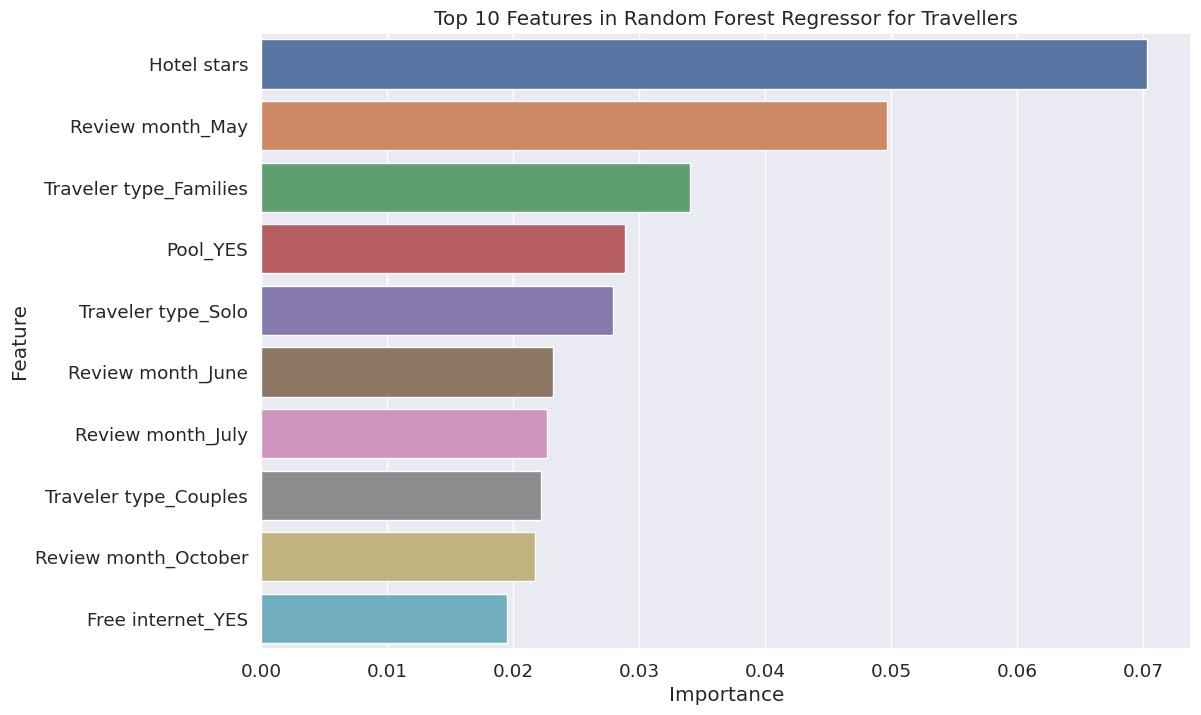 Top 10 Features in Random Forest Regressor for Travellers
Hotel stars
Review month_May
Traveler type_Families
Pool_YES
Traveler type_Solo
Review month_June
Review month_July
Traveler type_Couples
Review month_October
Free internet_YES
Feature
0.00 0.01 0.02 0.03 0.04 0.05 0.06 0.07
Importance